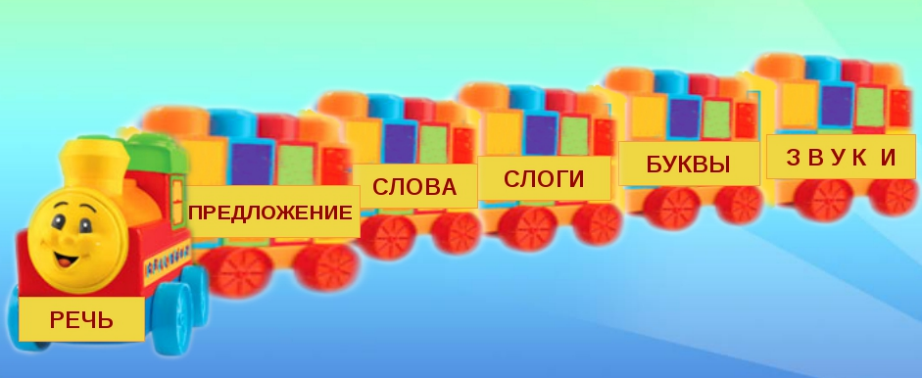 РЕЧЬ
ПРЕДЛОЖЕНИЕ
СЛОВА
СЛОГИ
БУКВЫ
З В У К И